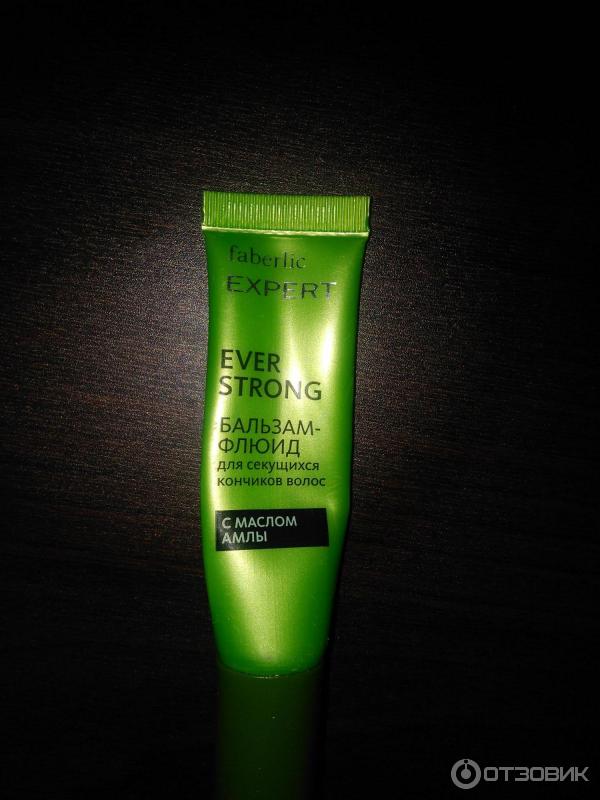 faberlic
EXPERT
EVER
STRONG
БАЛЬЗАМ-
ФЛЮИД
для секущихся
кончиков волос
С МАСЛОМ
АМЛЫ
ОТЗОВИК